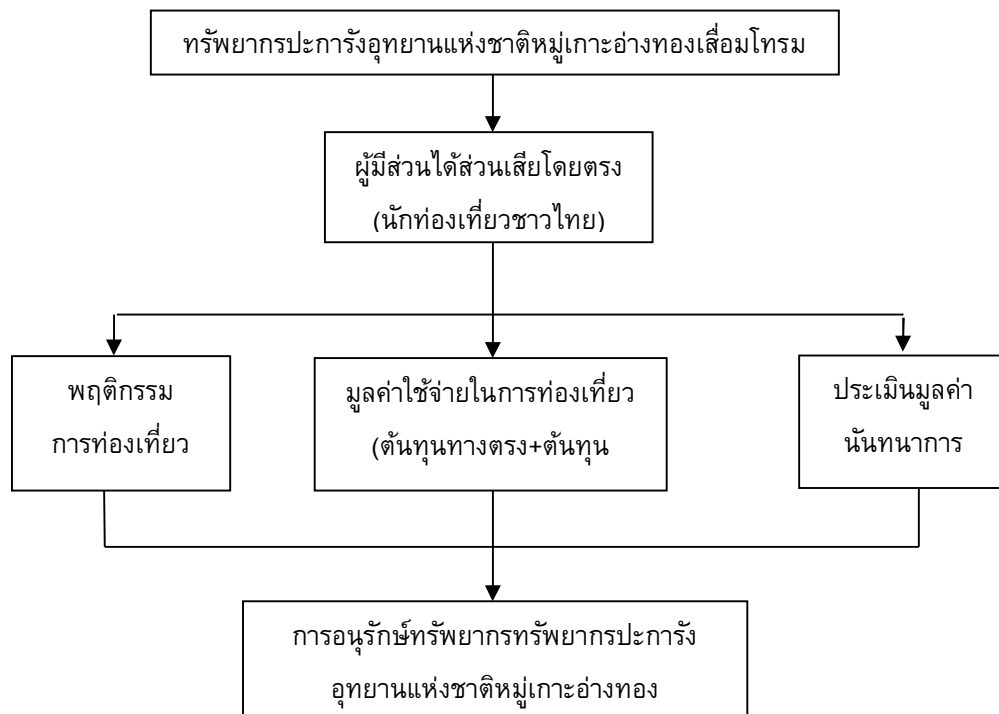 ทรัพยากรปะการังอุทยานแห่งชาติหมู่เกาะอ่างทองเสื่อมโทรม
ผู้มีส่วนได้ส่วนเสียโดยตรง
(นักท่องเที่ยวชาวไทย)
พฤติกรรม
การท่องเที่ยว
มูลค่าใช้จ่ายในการท่องเที่ยว
(ต้นทุนทางตรง+ต้นทุน
ประเมินมูลค่า
นันทนาการ
การอนุรักษ์ทรัพยากรทรัพยากรปะการัง
อุทยานแห่งชาติหมู่เกาะอ่างทอง